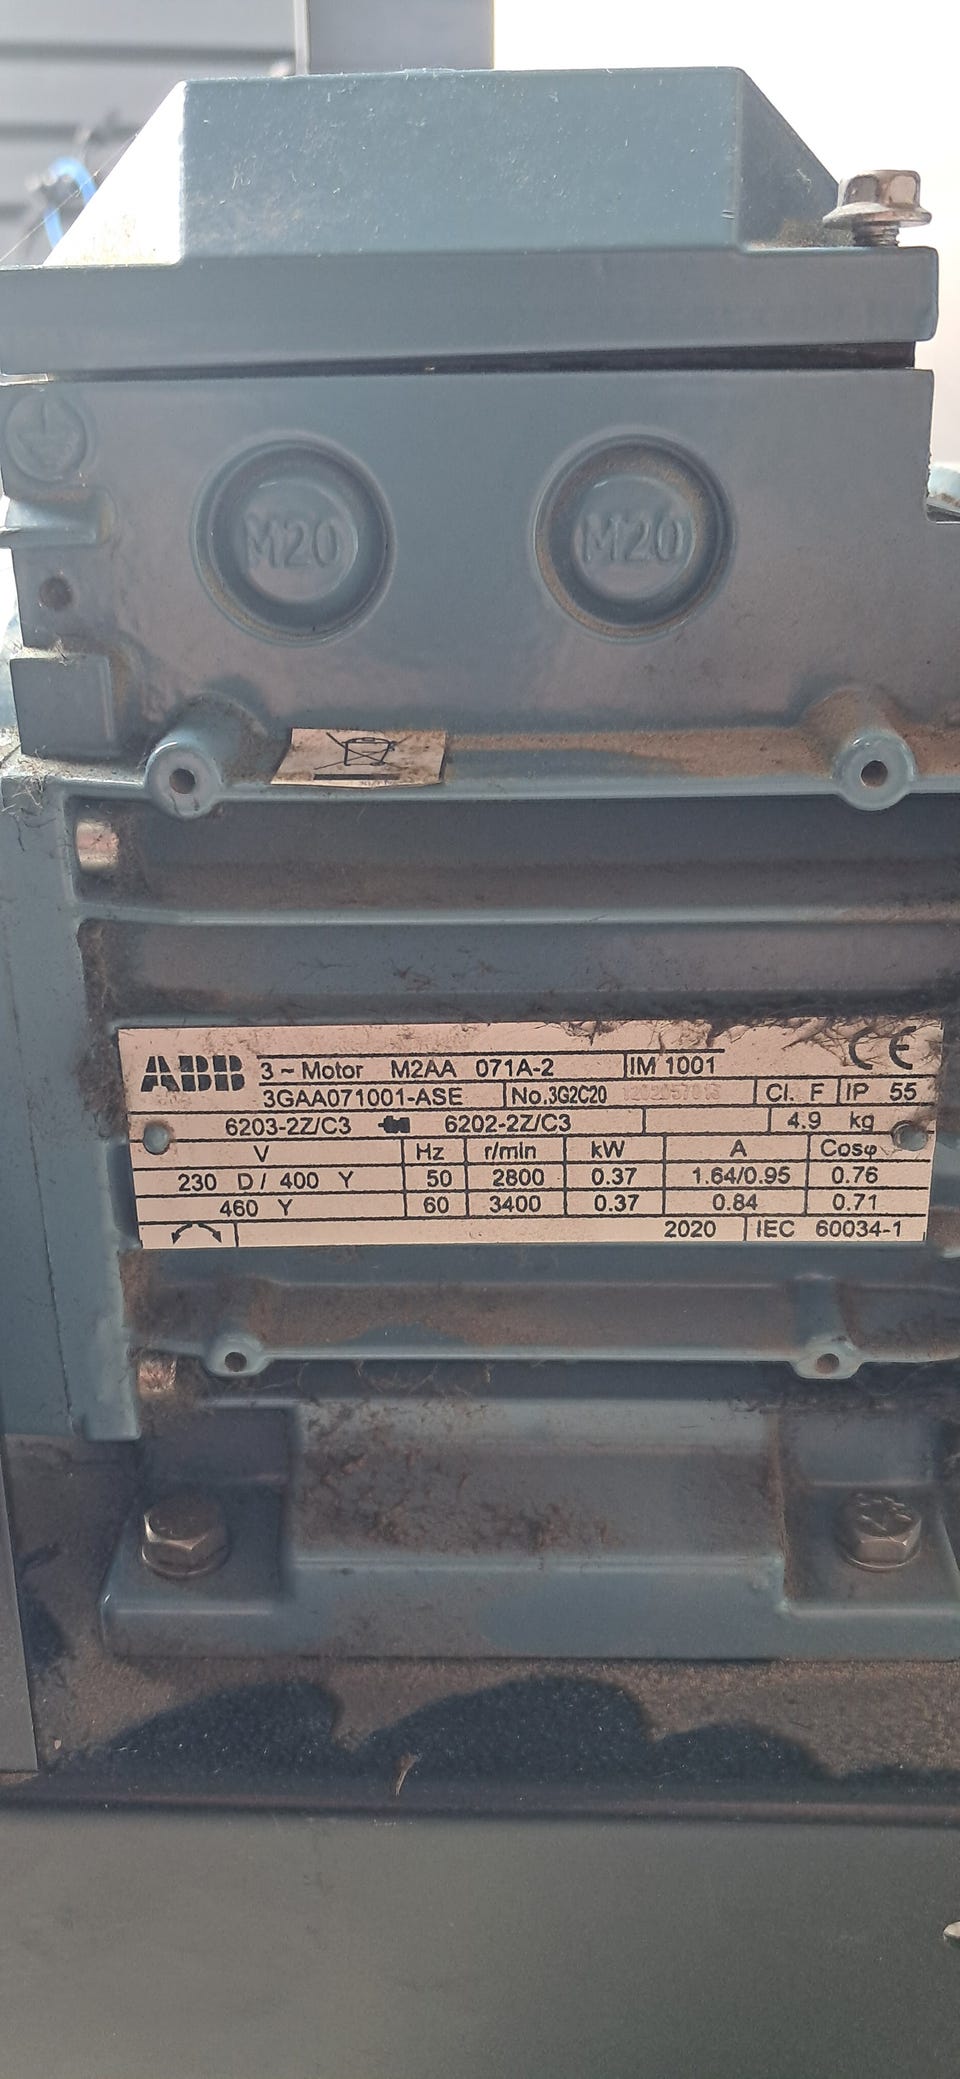 M20 M20
ABB 3 ~ Motor M2AA 071A-2 IM 1001 CE
3GAA071001-ASE No.3G2C20 Cl. F IP 55
6203-2Z/C3 6202-2Z/C3 4.9 kg
V Hz r/min kW A Cosφ
230 D / 400 Y 50 2800 0.37 1.64/0.95 0.76
460 Y 60 3400 0.37 0.84 0.71
2020 IEC 60034-1